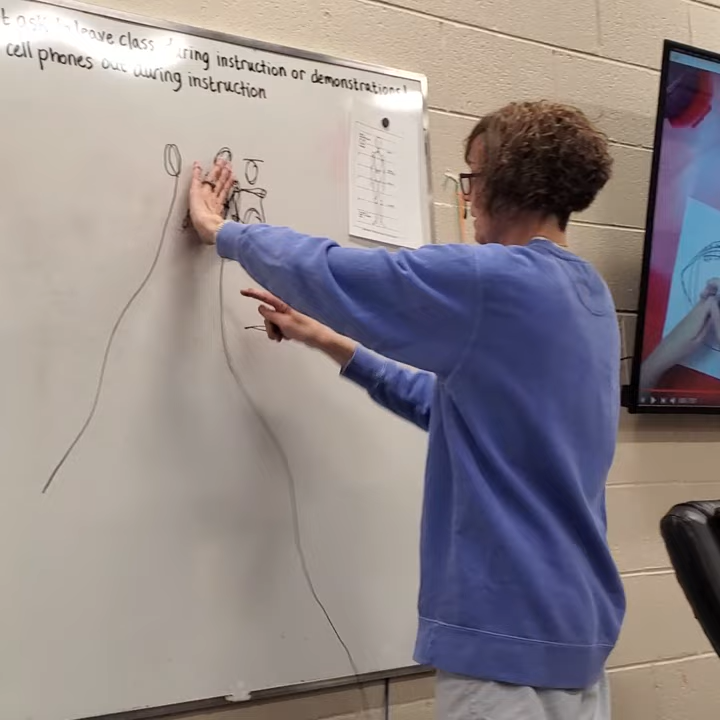 t ask to leave class during instruction or demonstrations!
cell phones out during instruction